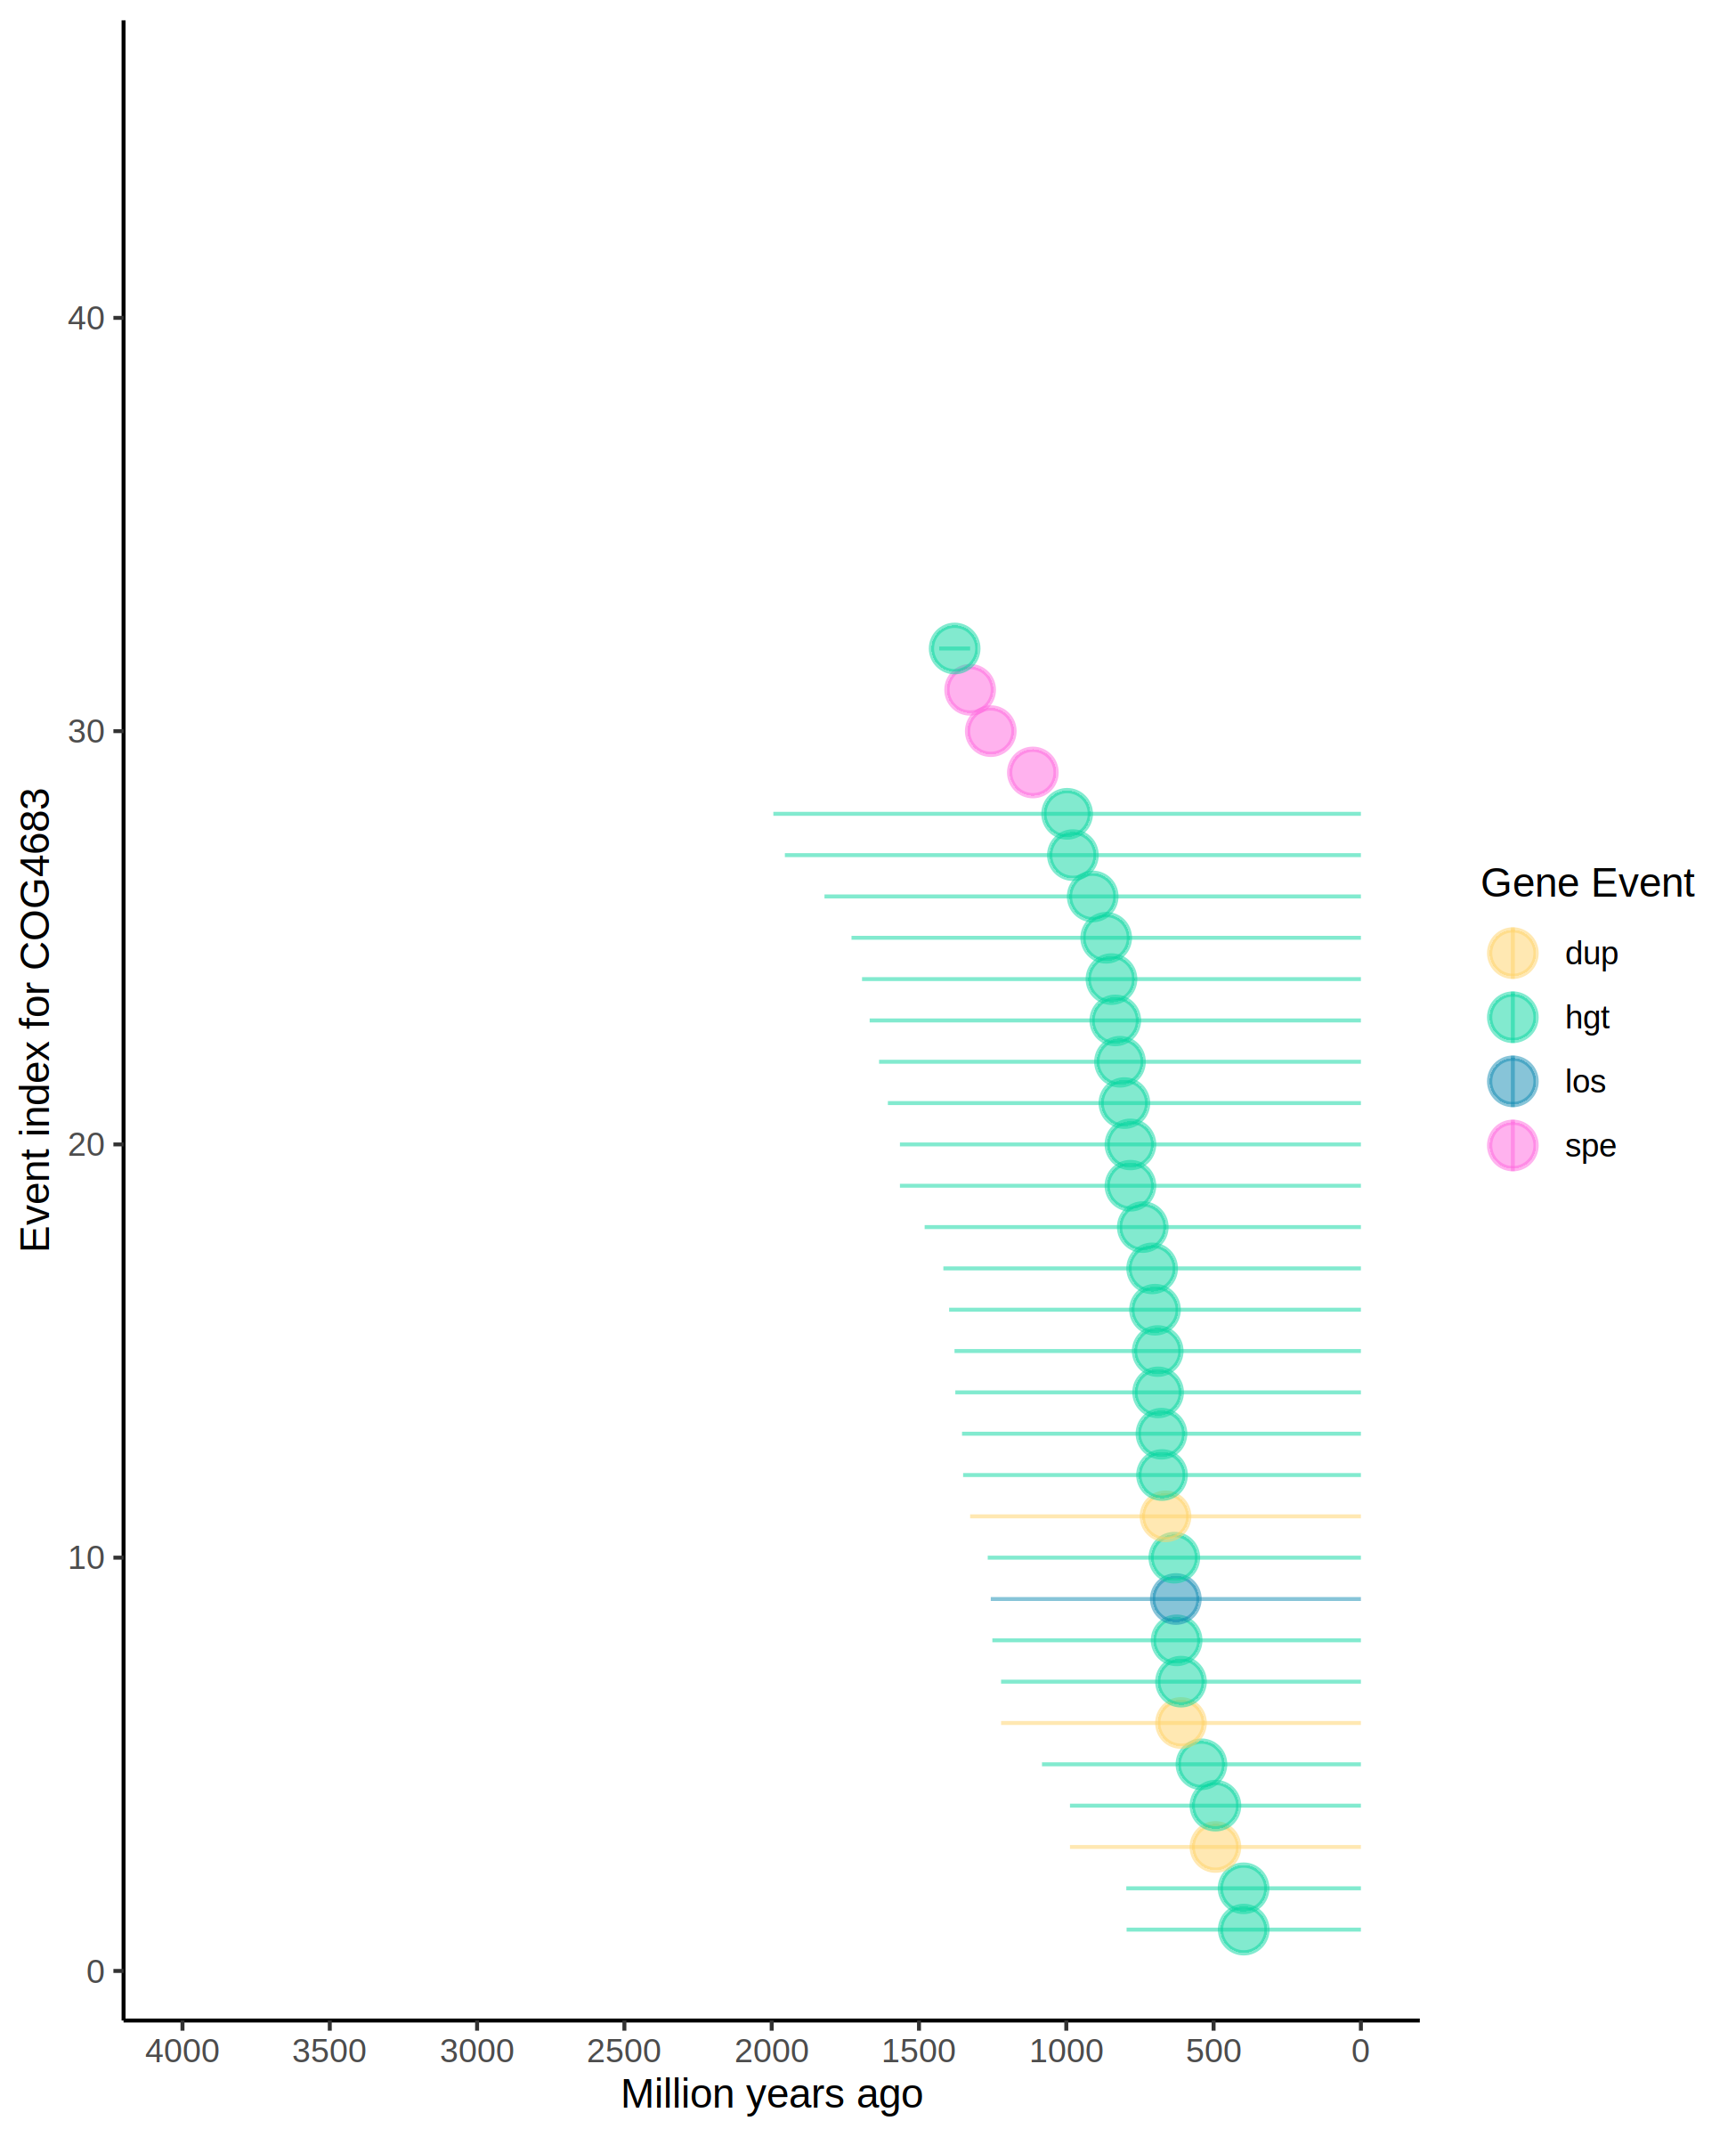 Event index for COG4683
40
30
20
10
0
4000 3500 3000 2500 2000 1500 1000 500 0
Million years ago
Gene Event
dup
hgt
los
spe